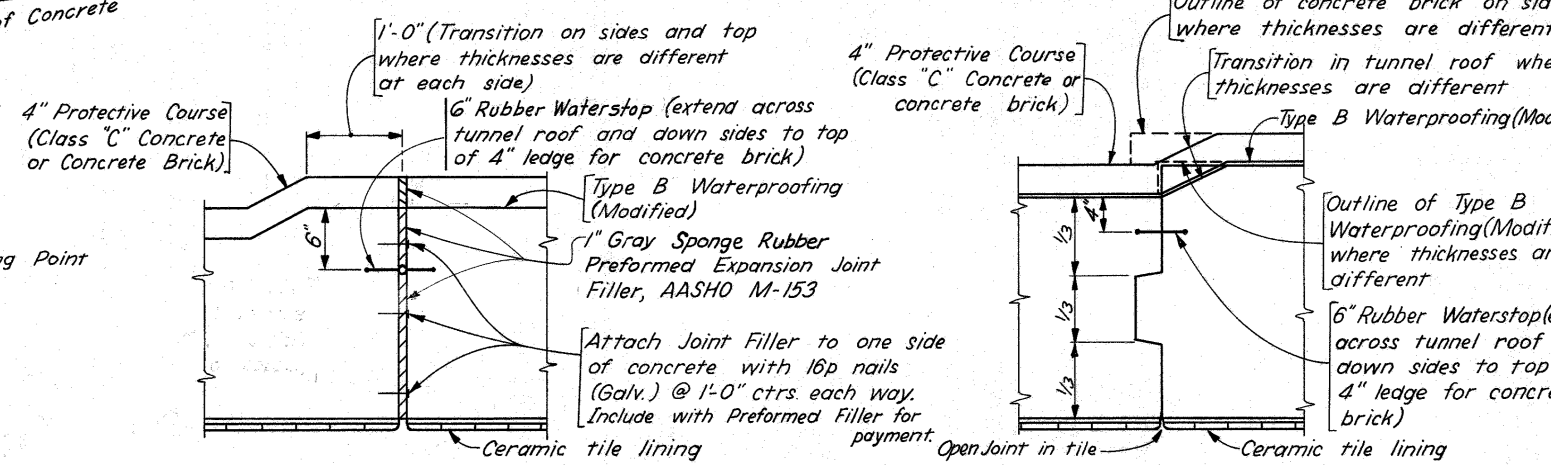 of Concrete
1'-0" (Transition on sides and top
where thicknesses are different
at each side)
4" Protective Course
(Class "C" Concrete
or Concrete Brick)
6" Rubber Waterstop (extend across
tunnel roof and down sides to top
of 4" ledge for concrete brick)
Type B Waterproofing
(Modified)
6"
1" Gray Sponge Rubber
Preformed Expansion Joint
Filler, AASHO M-153
Point
Attach Joint Filler to one side
of concrete with 16p nails
(Galv.) @ 1'-0" ctrs. each way.
Include with Preformed Filler for
payment.
Ceramic tile lining
Outline of concrete brick on
where thicknesses are different
4" Protective Course
(Class "C" Concrete or
concrete brick)
Transition in tunnel roof
thicknesses are different
Type B Waterproofing
4"
1/3
1/3
1/3
Outline of Type B
Waterproofing
where thicknesses
different
6" Rubber Waterstop
across tunnel roof
down sides to top
4" ledge for
brick)
Open Joint in tile
Ceramic tile lining